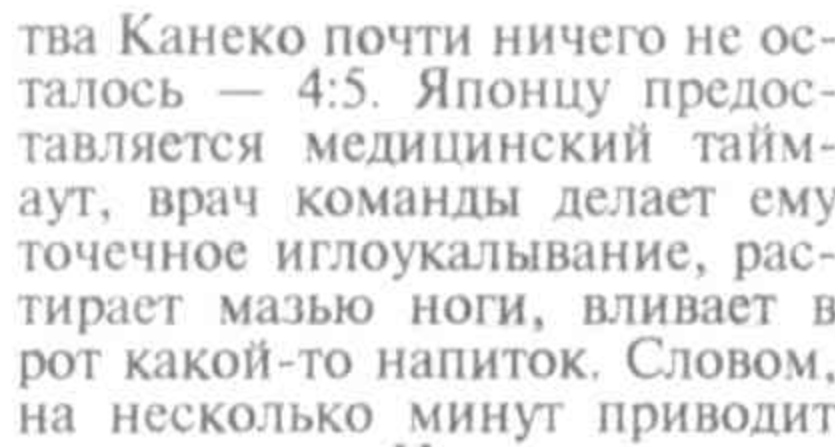 тва Канеко почти ничего не ос-
талось — 4:5. Японцу предос-
тавляется медицинский тайм-
аут, врач команды делает ему
точечное иглоукалывание, рас-
тирает мазью ноги, вливает в
рот какой-то напиток. Словом,
на несколько минут приводит